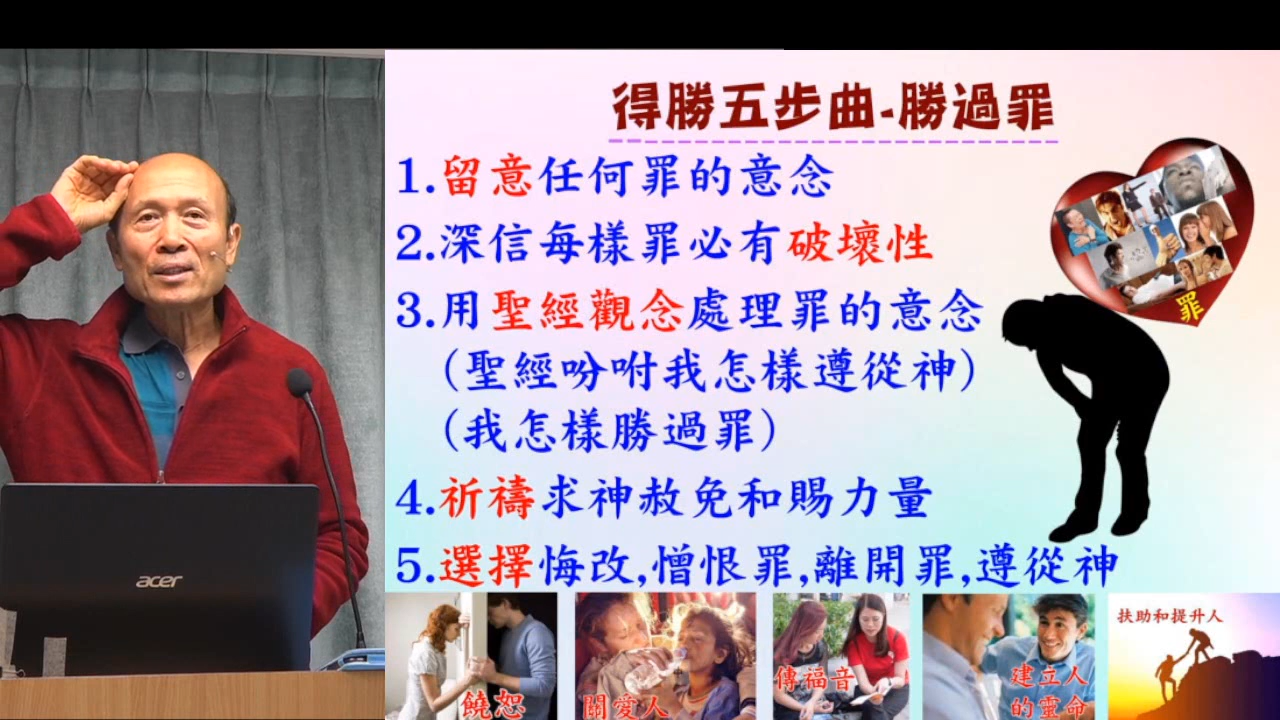 得勝五步曲-勝過罪
1.留意任何罪的意念
2.深信每樣罪必有破壞性
3.用聖經觀念處理罪的意念
(聖經吩咐我怎樣遵從神)
(我怎樣勝過罪)
4.祈禱求神赦免和賜力量
5.選擇悔改,憎恨罪,離開罪,遵從神
罪
acer
饒恕
關愛人
傳福音
建立人
的靈命
扶助和提升人